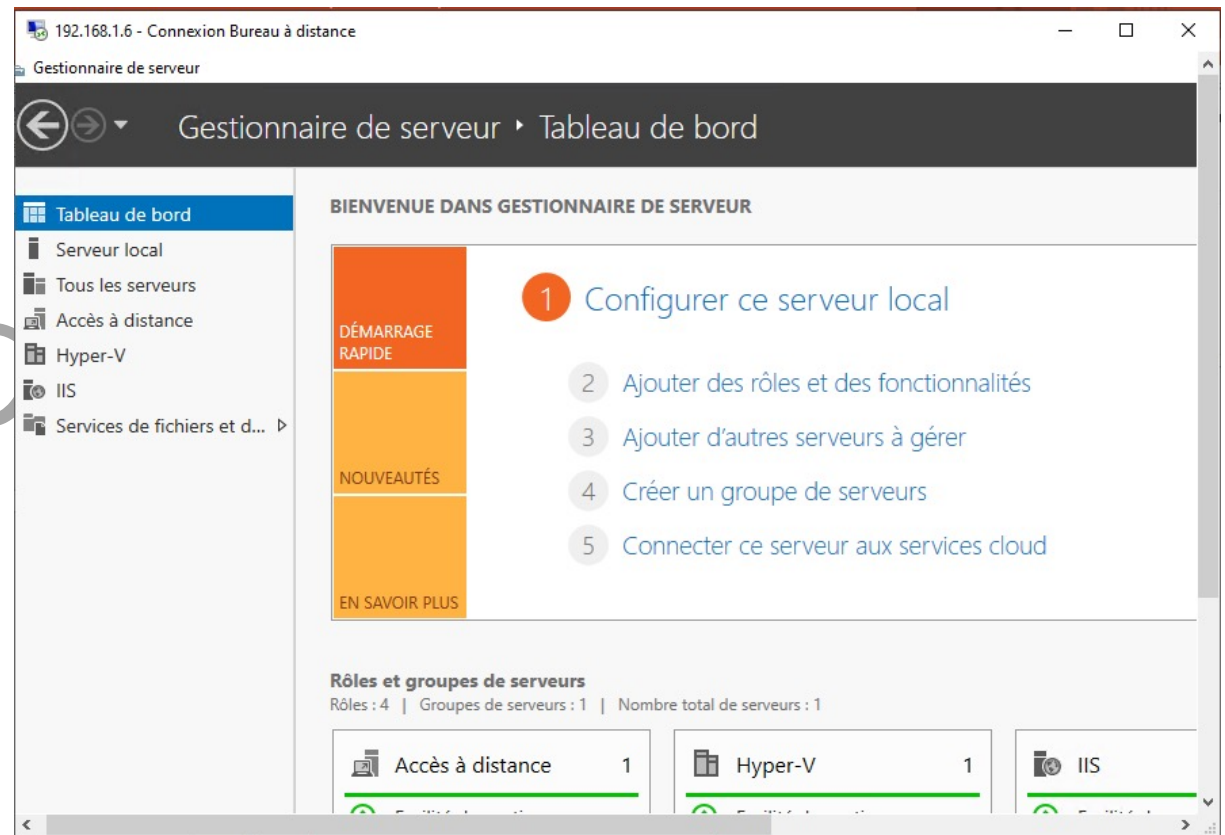 192.168.1.6 - Connexion Bureau à distance
Gestionnaire de serveur
Gestionnaire de serveur ‣ Tableau de bord
Tableau de bord
Serveur local
Tous les serveurs
Accès à distance
Hyper-V
IIS
Services de fichiers et d...
BIENVENUE DANS GESTIONNAIRE DE SERVEUR
DÉMARRAGE
RAPIDE
NOUVEAUTÉS
EN SAVOIR PLUS
1 Configurer ce serveur local
2 Ajouter des rôles et des fonctionnalités
3 Ajouter d’autres serveurs à gérer
4 Créer un groupe de serveurs
5 Connecter ce serveur aux services cloud
Rôles et groupes de serveurs
Rôles : 4 | Groupes de serveurs : 1 | Nombre total de serveurs : 1
Accès à distance 1
Hyper-V 1
IIS